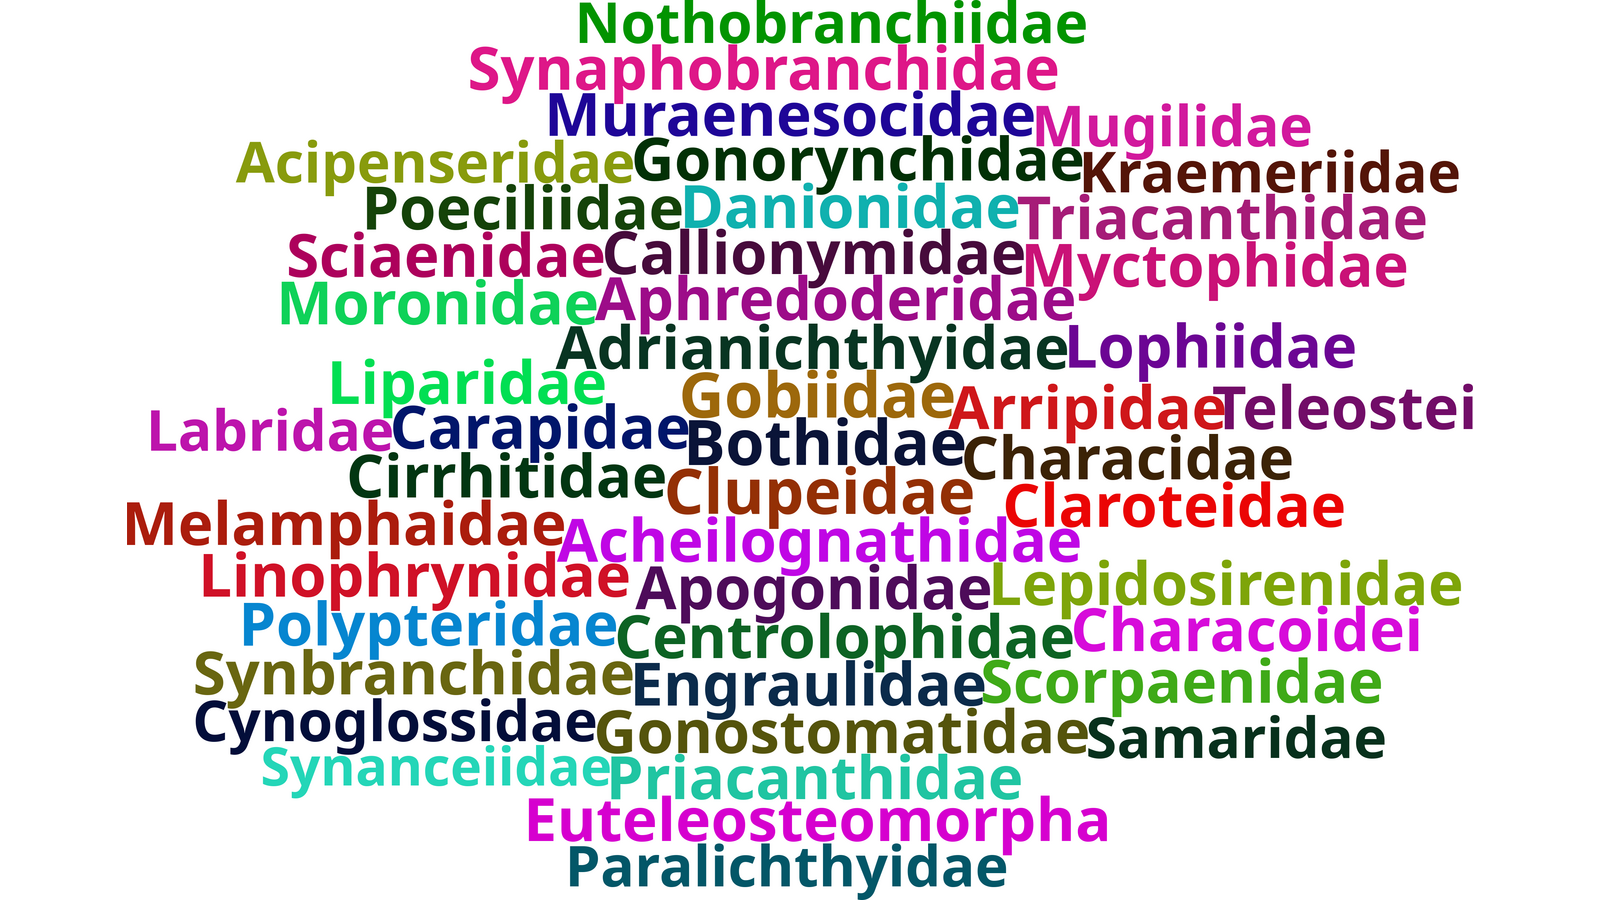 Nothobranchiidae
Synaphobranchidae
Muraenesocidae Mugilidae
Acipenseridae Gonorynchidae Kraemeriidae
Poeciliidae Danionidae Triacanthidae
Sciaenidae Callionymidae Myctophidae
Moronidae Aphredoderidae
Adrianichthyidae Lophiidae
Liparidae Gobiidae Arripidae Teleostei
Labridae Carapidae Bothidae Characidae
Cirrhitidae Clupeidae Claroteidae
Melamphaidae Acheilognathidae
Linophrynidae Apogonidae Lepidosirenidae
Polypteridae Centrolophidae Characoidei
Synbranchidae Engraulidae Scorpaenidae
Cynoglossidae Gonostomatidae Samaridae
Synanceiidae Priacanthidae
Euteleosteomorpha
Paralichthyidae